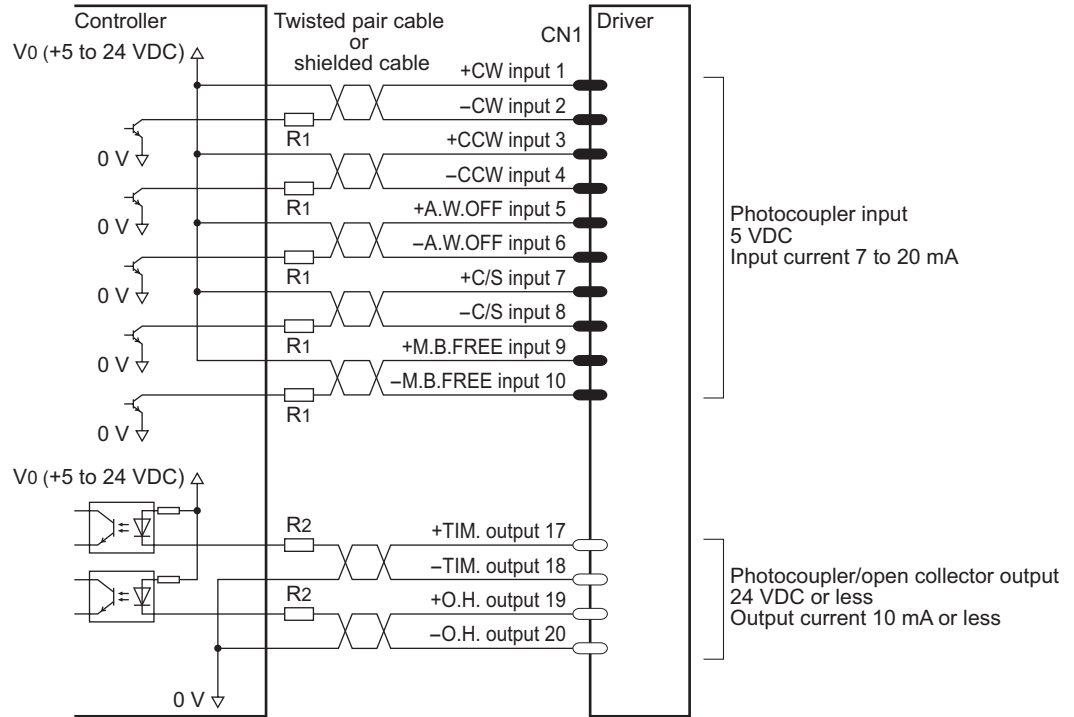 Controller
Twisted pair cable
or
shielded cable
CN1
Driver
V0 (+5 to 24 VDC)
+CW input 1
–CW input 2
R1
0 V
+CCW input 3
–CCW input 4
R1
0 V
+A.W.OFF input 5
–A.W.OFF input 6
R1
0 V
+C/S input 7
–C/S input 8
R1
0 V
+M.B.FREE input 9
–M.B.FREE input 10
R1
0 V
Photocoupler input
5 VDC
Input current 7 to 20 mA
V0 (+5 to 24 VDC)
R2
+TIM. output 17
–TIM. output 18
R2
+O.H. output 19
–O.H. output 20
0 V
Photocoupler/open collector output
24 VDC or less
Output current 10 mA or less